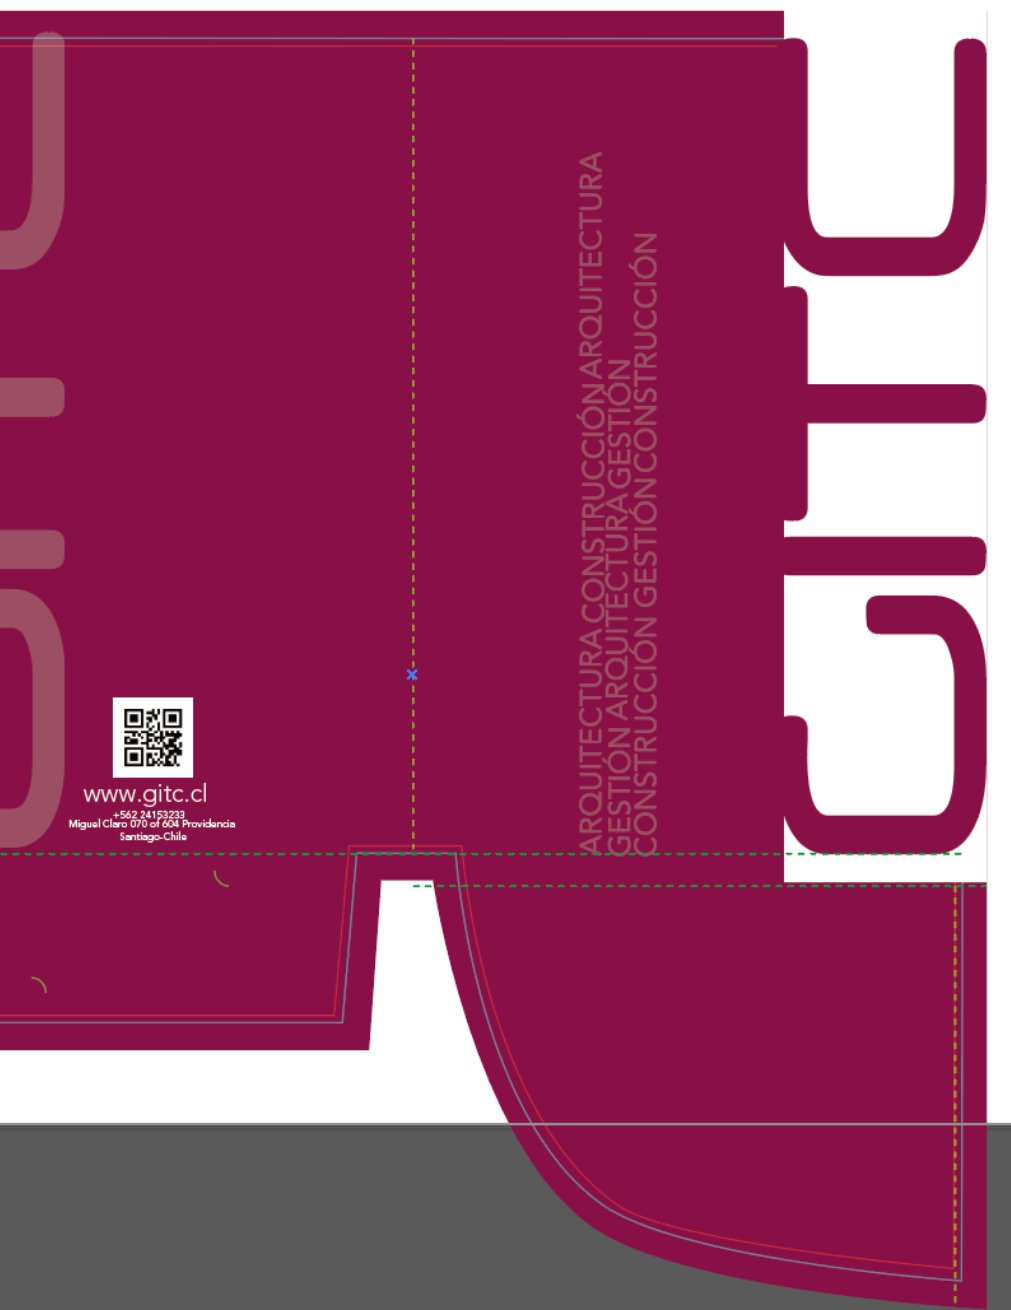 GITC
ARQUITECTURA CONSTRUCCIÓN ARQUITECTURA
GESTIÓN ARQUITECTURA GESTIÓN
CONSTRUCCIÓN GESTIÓN CONSTRUCCIÓN
www.gitc.cl
+562 24153233
Miguel Claro 070 of 604 Providencia
Santiago-Chile